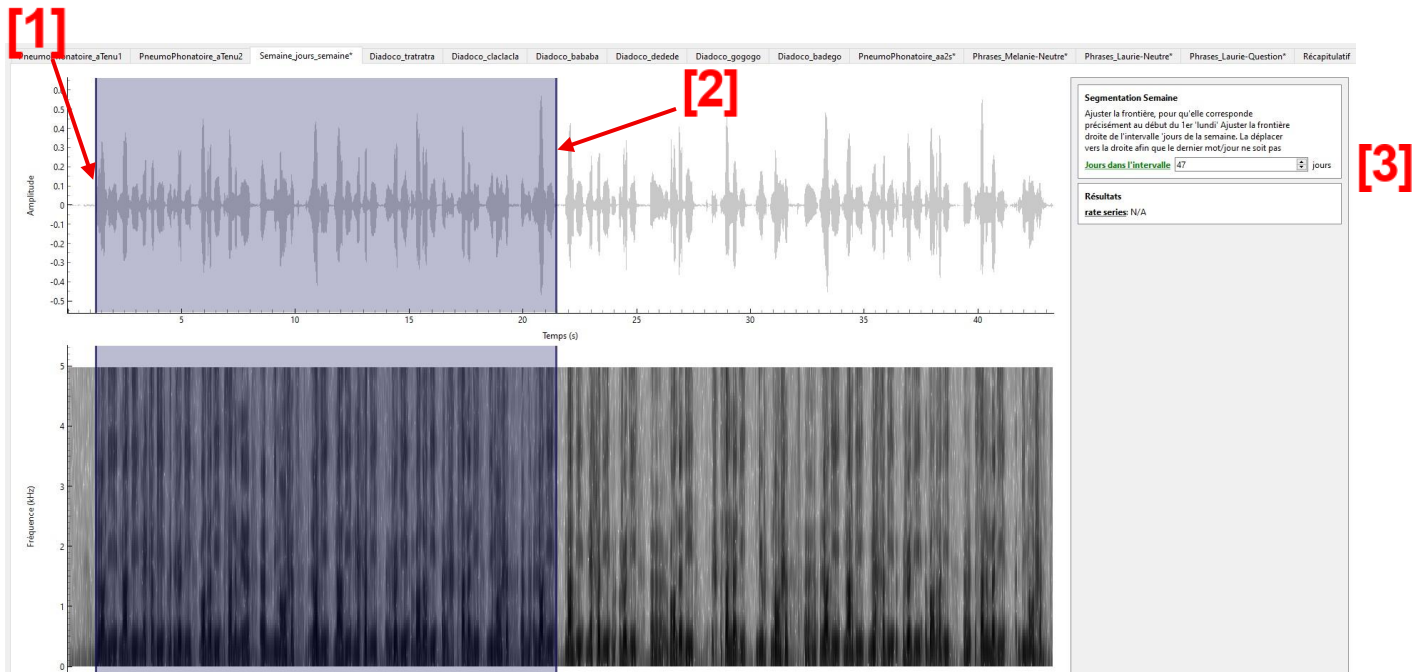 [1]
PneumoPhonatoire_aTenu1 PneumoPhonatoire_aTenu2 Semaine_jours_semaine* Diadoco_tratratra Diadoco_claclacla Diadoco_bababa Diadoco_dedede Diadoco_gogogo Diadoco_badego PneumoPhonatoire_aa2s* Phrases_Melanie-Neutre* Phrases_Laurie-Neutre* Phrases_Laurie-Question* Récapitulatif
[2]
0.6
0.5
0.4
0.3
0.2
0.1
0
-0.1
-0.2
-0.3
-0.4
-0.5
Amplitude
5 10 15 20 25 30 35 40
Temps (s)
5
4
3
2
1
0
Fréquence (kHz)
Segmentation Semaine
Ajuster la frontière, pour qu'elle corresponde
précisément au début du 1er 'lundi' Ajuster la frontière
droite de l'intervalle 'jours de la semaine. La déplacer
vers la droite afin que le dernier mot/jour ne soit pas
Jours dans l'intervalle 47 jours
[3]
Résultats
rate series: N/A